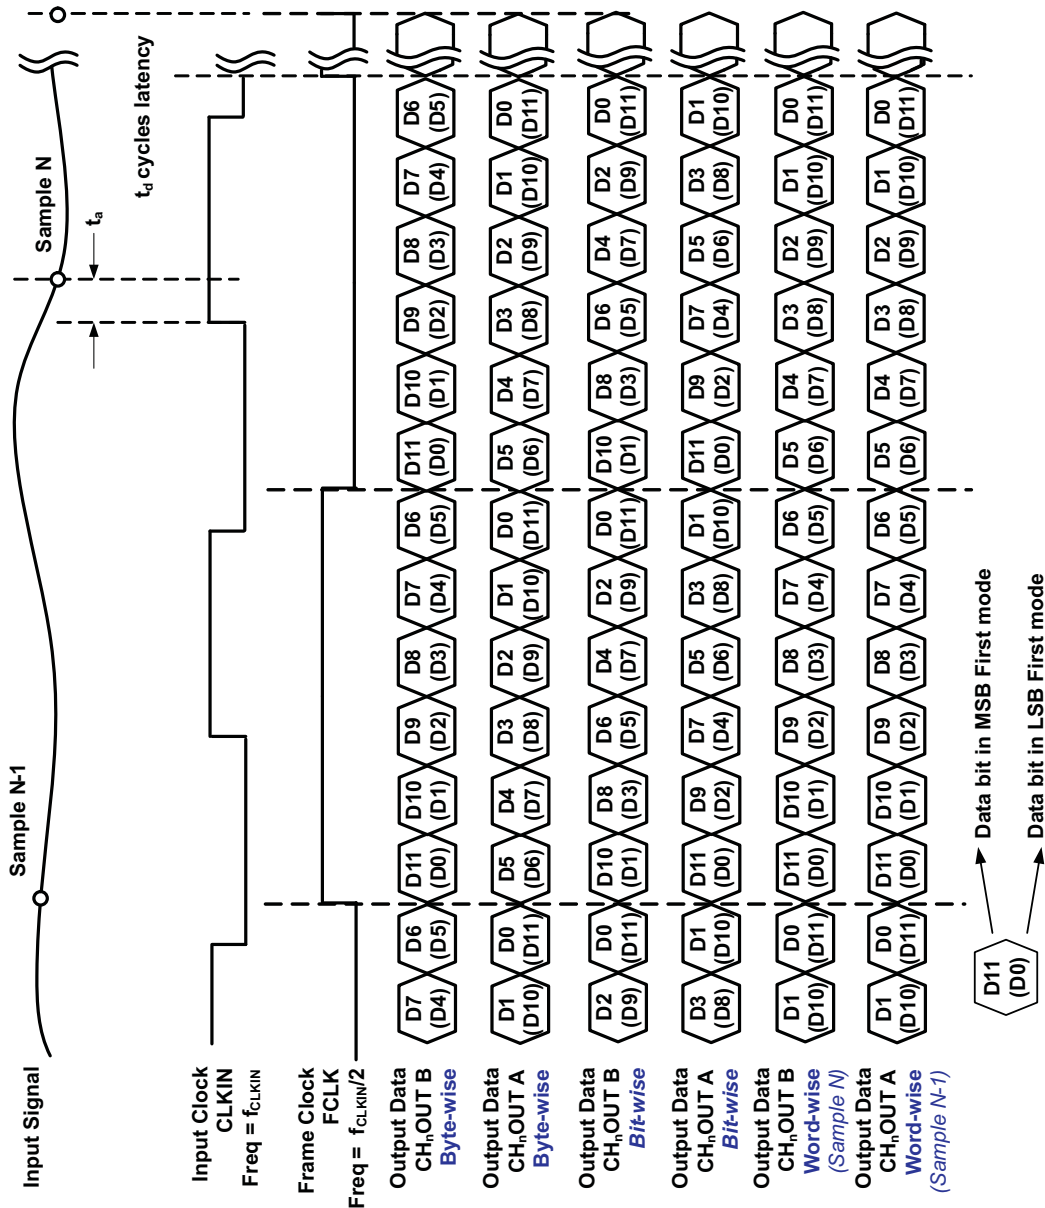 Sample N-1
Sample N
Input Signal
tₐ
t_d cycles latency
Input Clock
CLKIN
Freq = f_CLKIN
Frame Clock
FCLK
Freq = f_CLKIN/2
Output Data
CHₙOUT B
Byte-wise
D7 D6 D11 D10 D9 D8 D7 D6 D11 D10 D9 D8 D7 D6
(D4) (D5) (D0) (D1) (D2) (D3) (D4) (D5) (D0) (D1) (D2) (D3) (D4) (D5)
Output Data
CHₙOUT A
Byte-wise
D1 D0 D5 D4 D3 D2 D1 D0 D5 D4 D3 D2 D1 D0
(D10) (D11) (D6) (D7) (D8) (D9) (D10) (D11) (D6) (D7) (D8) (D9) (D10) (D11)
Output Data
CHₙOUT B
Bit-wise
D2 D0 D10 D8 D6 D4 D2 D0 D10 D8 D6 D4 D2 D0
(D9) (D11) (D1) (D3) (D5) (D7) (D9) (D11) (D1) (D3) (D5) (D7) (D9) (D11)
Output Data
CHₙOUT A
Bit-wise
D3 D1 D11 D9 D7 D5 D3 D1 D11 D9 D7 D5 D3 D1
(D8) (D10) (D0) (D2) (D4) (D6) (D8) (D10) (D0) (D2) (D4) (D6) (D8) (D10)
Output Data
CHₙOUT B
Word-wise
(Sample N)
D1 D0 D11 D10 D9 D8 D7 D6 D5 D4 D3 D2 D1 D0
(D10) (D11) (D0) (D1) (D2) (D3) (D4) (D5) (D6) (D7) (D8) (D9) (D10) (D11)
Output Data
CHₙOUT A
Word-wise
(Sample N-1)
D1 D0 D11 D10 D9 D8 D7 D6 D5 D4 D3 D2 D1 D0
(D10) (D11) (D0) (D1) (D2) (D3) (D4) (D5) (D6) (D7) (D8) (D9) (D10) (D11)
D11
(D0)
Data bit in MSB First mode
Data bit in LSB First mode